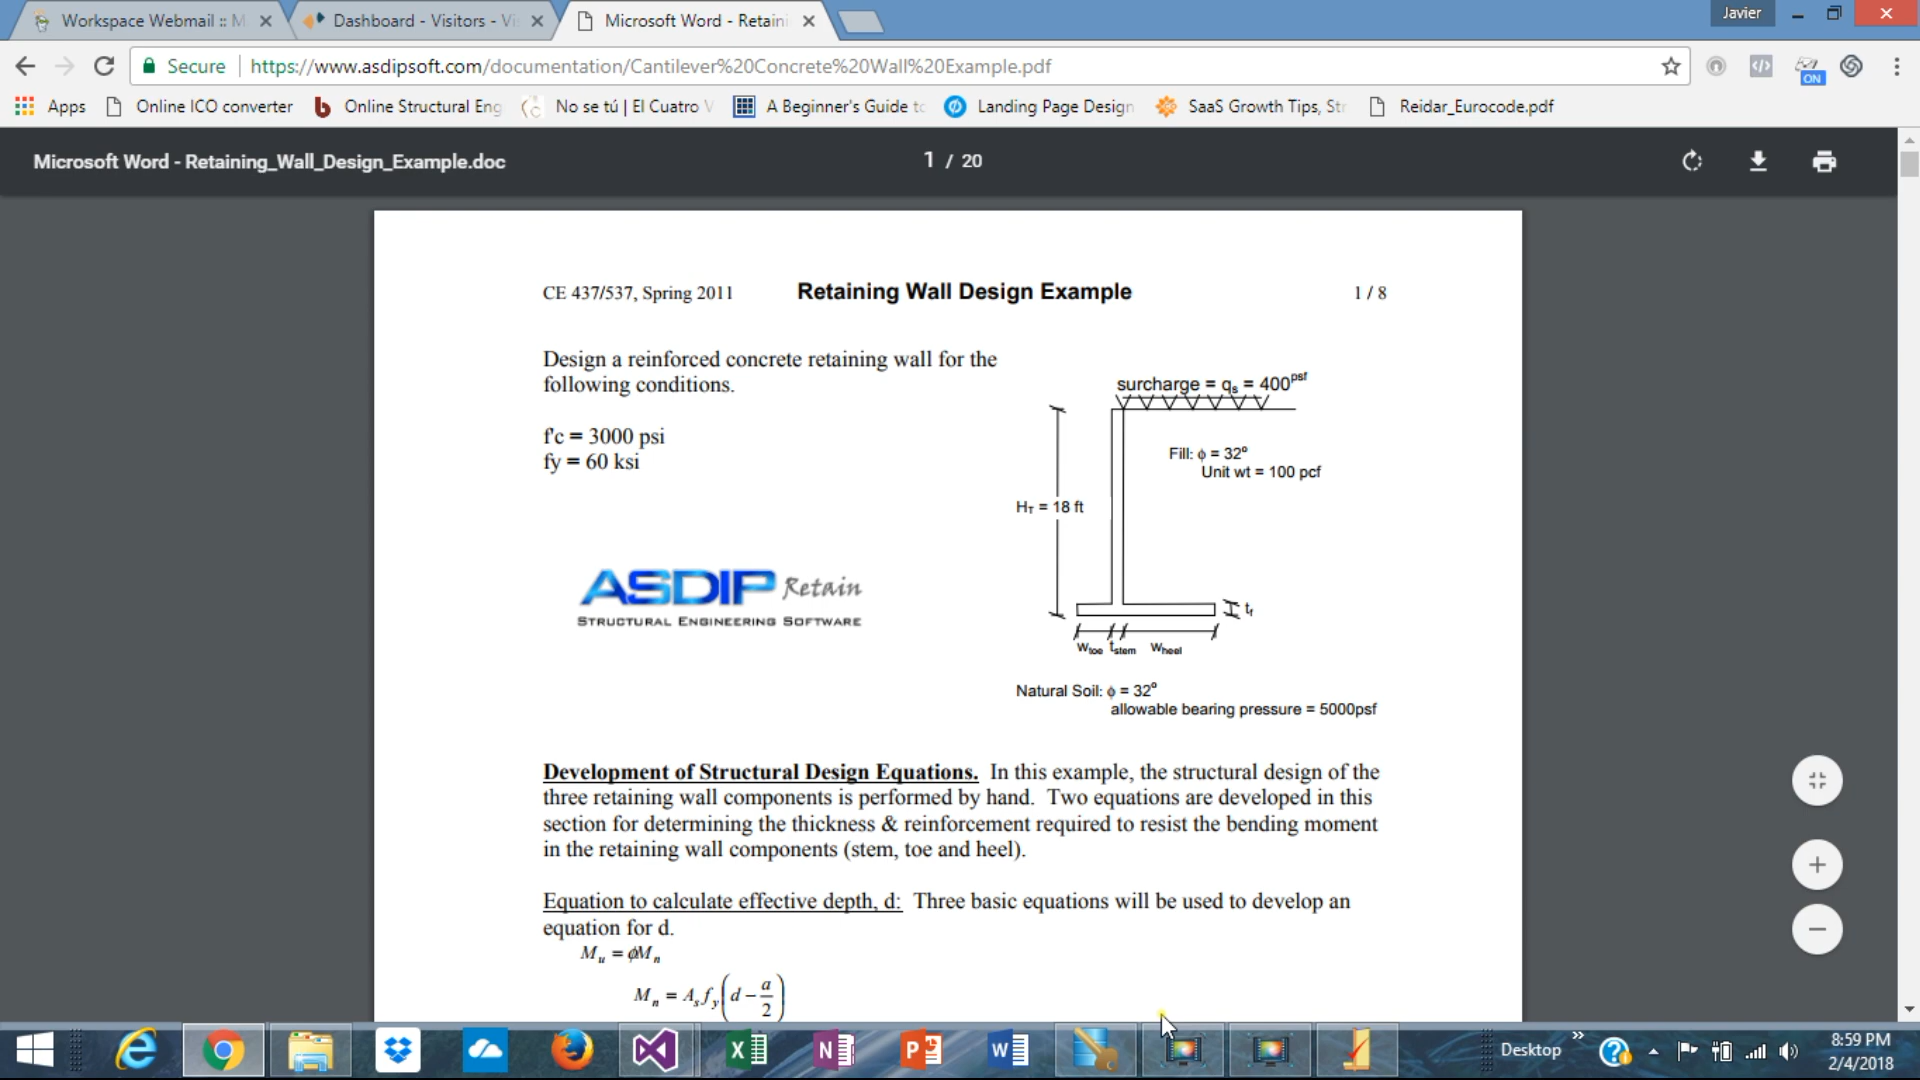 Workspace Webmail :: M
Dashboard - Visitors - Vi
Microsoft Word - Retaini
Javier
Secure
https://www.asdipsoft.com/documentation/Cantilever%20Concrete%20Wall%20Example.pdf
ON
Apps
Online ICO converter
Online Structural Eng
No se tú | El Cuatro V
A Beginner's Guide to
Landing Page Design
SaaS Growth Tips, Str
Reidar_Eurocode.pdf
Microsoft Word - Retaining_Wall_Design_Example.doc
1 / 20
CE 437/537, Spring 2011
Retaining Wall Design Example
1 / 8
Design a reinforced concrete retaining wall for the
following conditions.
f'c = 3000 psi
fy = 60 ksi
surcharge = qs = 400psf
Fill: ϕ = 32o
Unit wt = 100 pcf
HT = 18 ft
ASDIP Retain
STRUCTURAL ENGINEERING SOFTWARE
tf
wtoe tstem wheel
Natural Soil: ϕ = 32o
allowable bearing pressure = 5000psf
Development of Structural Design Equations. In this example, the structural design of the
three retaining wall components is performed by hand. Two equations are developed in this
section for determining the thickness & reinforcement required to resist the bending moment
in the retaining wall components (stem, toe and heel).
Equation to calculate effective depth, d: Three basic equations will be used to develop an
equation for d.
Mu = ϕMn
Mn = Asfy(d − a/2)
Desktop
8:59 PM
2/4/2018